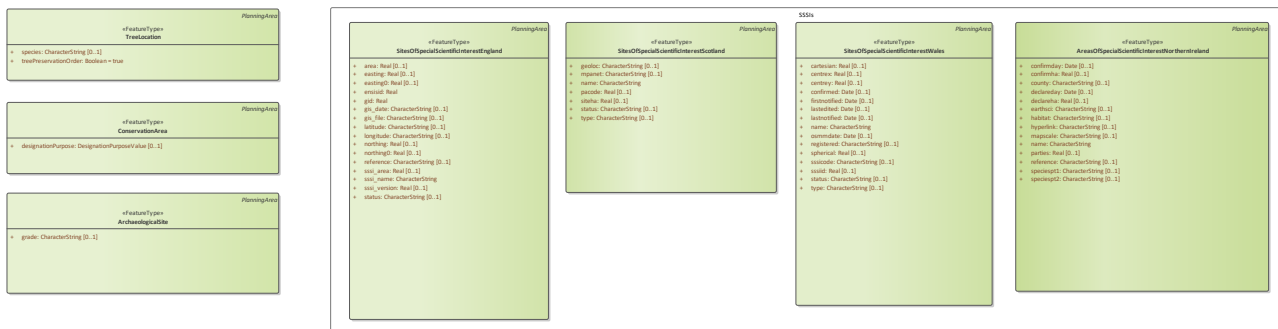 PlanningArea
«FeatureType»
TreeLocation
+ species: CharacterString [0..1]
+ treePreservationOrder: Boolean = true
PlanningArea
«FeatureType»
ConservationArea
+ designationPurpose: DesignationPurposeValue [0..1]
PlanningArea
«FeatureType»
ArchaeologicalSite
+ grade: CharacterString [0..1]
SSSIs
PlanningArea
«FeatureType»
SitesOfSpecialScientificInterestEngland
+ area: Real [0..1]
+ easting: Real [0..1]
+ easting0: Real [0..1]
+ ensisid: Real
+ gid: Real
+ gis_date: CharacterString [0..1]
+ gis_file: CharacterString [0..1]
+ latitude: CharacterString [0..1]
+ longitude: CharacterString [0..1]
+ northing: Real [0..1]
+ northing0: Real [0..1]
+ reference: CharacterString [0..1]
+ sssi_area: Real [0..1]
+ sssi_name: CharacterString
+ sssi_version: Real [0..1]
+ status: CharacterString [0..1]
PlanningArea
«FeatureType»
SitesOfSpecialScientificInterestScotland
+ geoloc: CharacterString [0..1]
+ mpanet: CharacterString [0..1]
+ name: CharacterString
+ pacode: Real [0..1]
+ siteha: Real [0..1]
+ status: CharacterString [0..1]
+ type: CharacterString [0..1]
PlanningArea
«FeatureType»
SitesOfSpecialScientificInterestWales
+ cartesian: Real [0..1]
+ centrex: Real [0..1]
+ centrey: Real [0..1]
+ confirmed: Date [0..1]
+ firstnotified: Date [0..1]
+ lastedited: Date [0..1]
+ lastnotified: Date [0..1]
+ name: CharacterString
+ osmmdate: Date [0..1]
+ registered: CharacterString [0..1]
+ spherical: Real [0..1]
+ sssicode: CharacterString [0..1]
+ sssiid: Real [0..1]
+ status: CharacterString [0..1]
+ type: CharacterString [0..1]
PlanningArea
«FeatureType»
AreasOfSpecialScientificInterestNorthernIreland
+ confirmday: Date [0..1]
+ confirmha: Real [0..1]
+ county: CharacterString [0..1]
+ declareday: Date [0..1]
+ declareha: Real [0..1]
+ earthsci: CharacterString [0..1]
+ habitat: CharacterString [0..1]
+ hyperlink: CharacterString [0..1]
+ mapscale: CharacterString [0..1]
+ name: CharacterString
+ parties: Real [0..1]
+ reference: CharacterString [0..1]
+ speciespt1: CharacterString [0..1]
+ speciespt2: CharacterString [0..1]